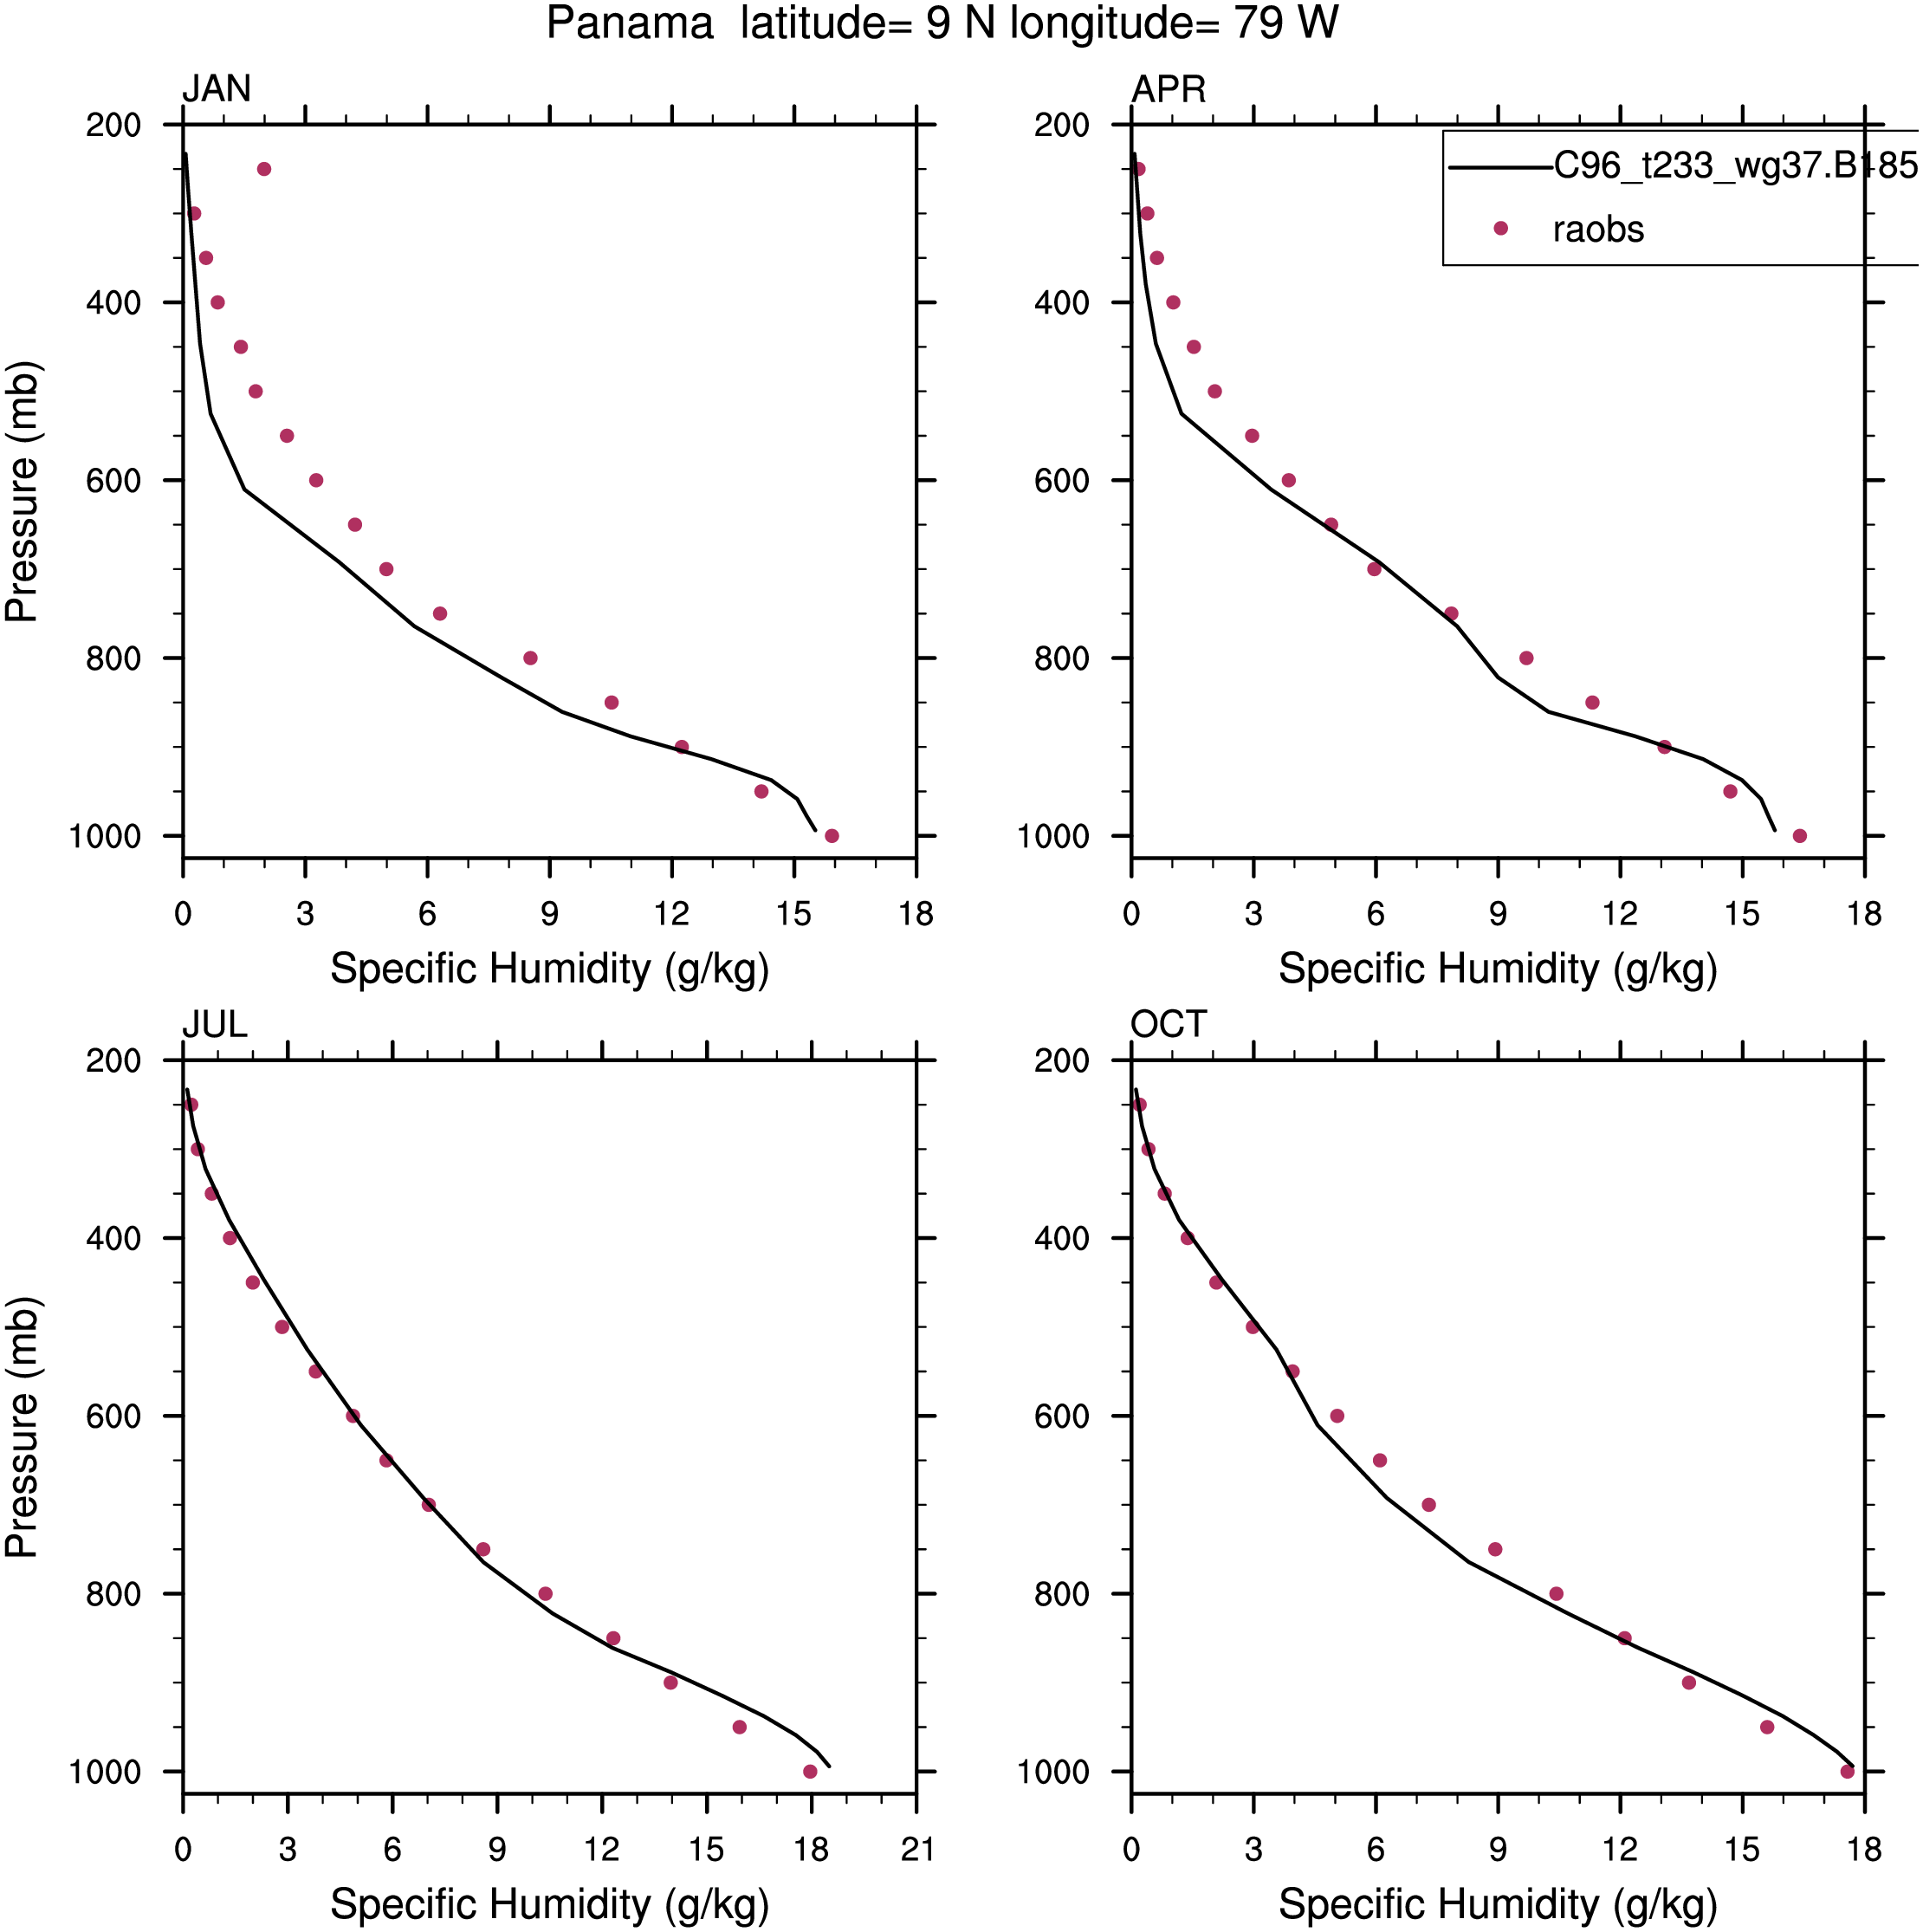 Panama latitude= 9 N longitude= 79 W
JAN
200
400
600
800
1000
Pressure (mb)
0 3 6 9 12 15 18
Specific Humidity (g/kg)
APR
200
400
600
800
1000
C96_t233_wg37.B185
raobs
0 3 6 9 12 15 18
Specific Humidity (g/kg)
JUL
200
400
600
800
1000
Pressure (mb)
0 3 6 9 12 15 18 21
Specific Humidity (g/kg)
OCT
200
400
600
800
1000
0 3 6 9 12 15 18
Specific Humidity (g/kg)